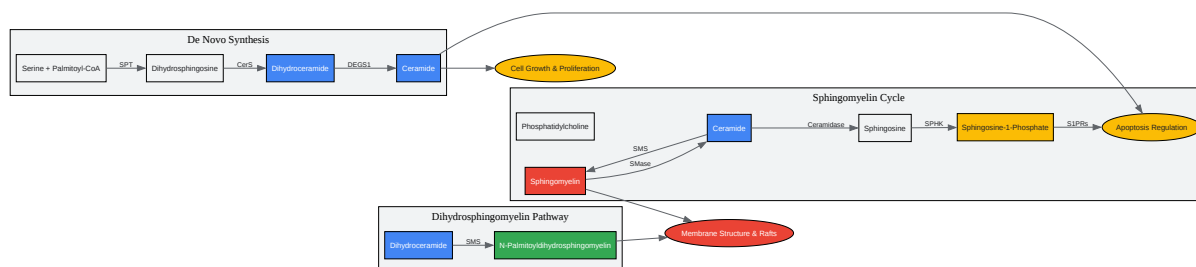 De Novo Synthesis
Serine + Palmitoyl-CoA
SPT
Dihydrosphingosine
CerS
Dihydroceramide
DEGS1
Ceramide
Cell Growth & Proliferation
Sphingomyelin Cycle
Phosphatidylcholine
Ceramide
Ceramidase
Sphingosine
SPHK
Sphingosine-1-Phosphate
S1PRs
Apoptosis Regulation
SMS
SMase
Sphingomyelin
Dihydrosphingomyelin Pathway
Dihydroceramide
SMS
N-Palmitoyldihydrosphingomyelin
Membrane Structure & Rafts